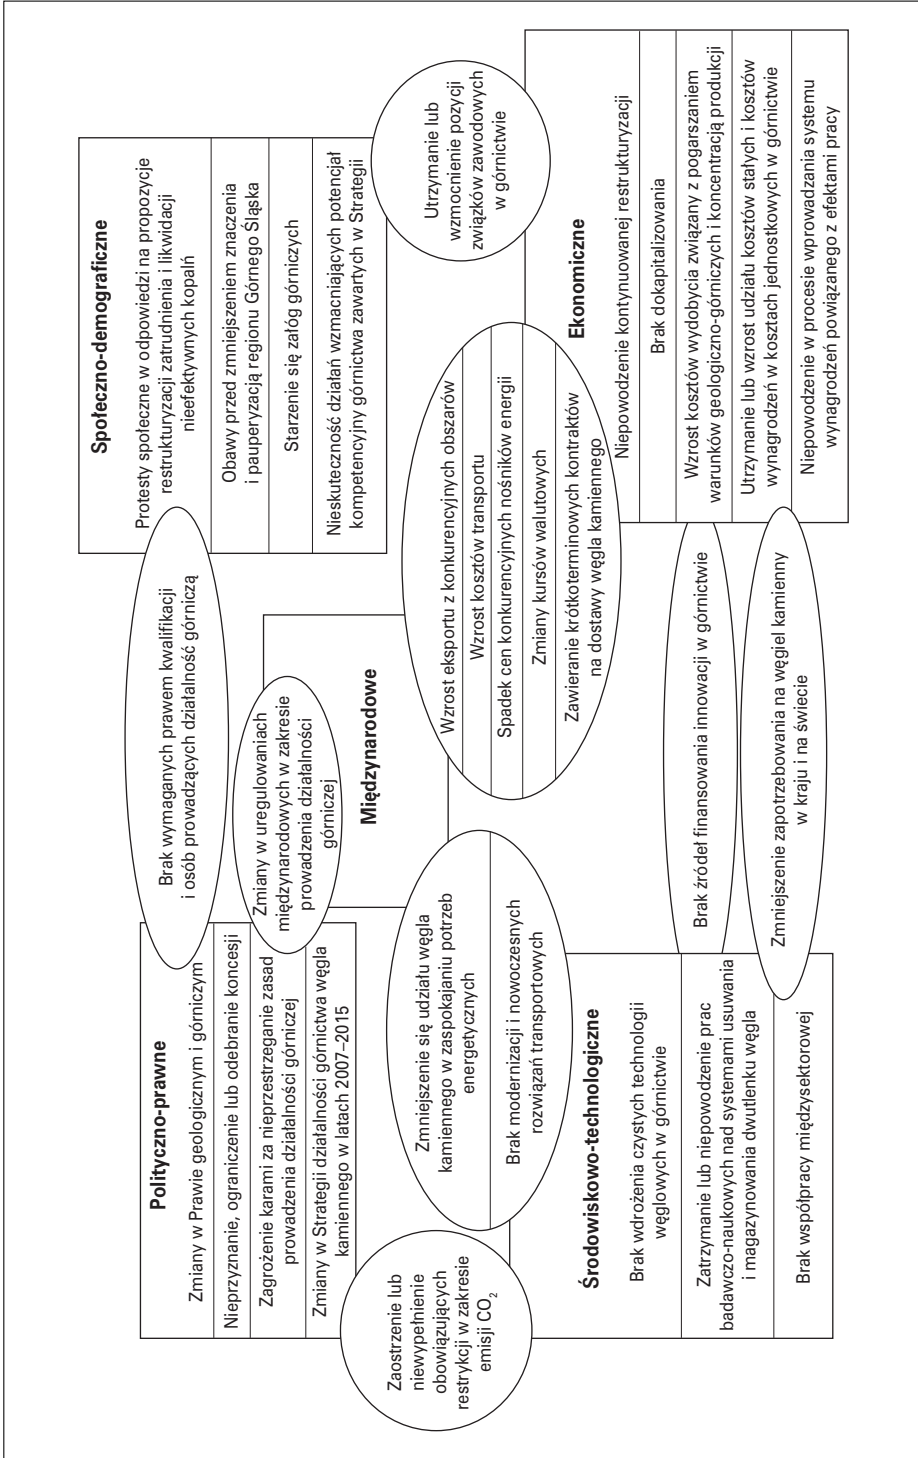 Polityczno-prawne
Zmiany w Prawie geologicznym i górniczym
Nieprzyznanie, ograniczenie lub odebranie koncesji
Zagrożenie karami za nieprzestrzeganie zasad
prowadzenia działalności górniczej
Zmiany w Strategii działalności górnictwa węgla
kamiennego w latach 2007–2015
Brak wymaganych prawem kwalifikacji
i osób prowadzących działalność górniczą
Społeczno-demograficzne
Protesty społeczne w odpowiedzi na propozycje
restrukturyzacji zatrudnienia i likwidacji
nieefektywnych kopalń
Obawy przed zmniejszeniem znaczenia
i pauperyzacją regionu Górnego Śląska
Starzenie się załóg górniczych
Nieskuteczność działań wzmacniających potencjał
kompetencyjny górnictwa zawartych w Strategii
Zmiany w uregulowaniach
międzynarodowych w zakresie
prowadzenia działalności
górniczej
Międzynarodowe
Zaostrzenie lub
niewypełnienie
obowiązujących
restrykcji w zakresie
emisji CO₂
Zmniejszenie się udziału węgla
kamiennego w zaspokajaniu potrzeb
energetycznych
Brak modernizacji i nowoczesnych
rozwiązań transportowych
Wzrost eksportu z konkurencyjnych obszarów
Wzrost kosztów transportu
Spadek cen konkurencyjnych nośników energii
Zmiany kursów walutowych
Zawieranie krótkoterminowych kontraktów
na dostawy węgla kamiennego
Utrzymanie lub
wzmocnienie pozycji
związków zawodowych
w górnictwie
Środowiskowo-technologiczne
Brak wdrożenia czystych technologii
węglowych w górnictwie
Zatrzymanie lub niepowodzenie prac
badawczo-naukowych nad systemami usuwania
i magazynowania dwutlenku węgla
Brak współpracy międzysektorowej
Brak źródeł finansowania innowacji w górnictwie
Zmniejszenie zapotrzebowania na węgiel kamienny
w kraju i na świecie
Ekonomiczne
Niepowodzenie kontynuowanej restrukturyzacji
Brak dokapitalizowania
Wzrost kosztów wydobycia związany z pogarszaniem
warunków geologiczno-górniczych i koncentracją produkcji
Utrzymanie lub wzrost udziału kosztów stałych i kosztów
wynagrodzeń w kosztach jednostkowych w górnictwie
Niepowodzenie w procesie wprowadzania systemu
wynagrodzeń powiązanego z efektami pracy